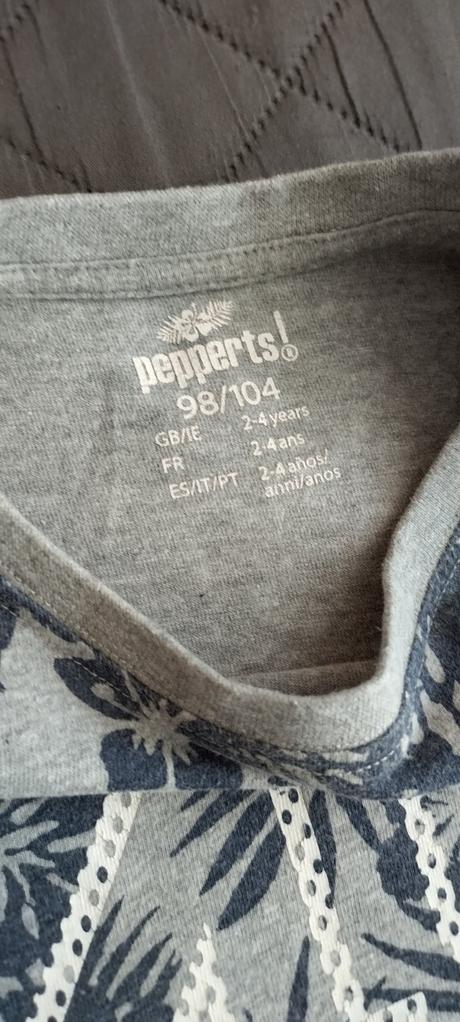 pepperts!®
98/104
GB/IE 2-4 years
FR 2-4 ans
ES/IT/PT 2-4 años/
anni/anos